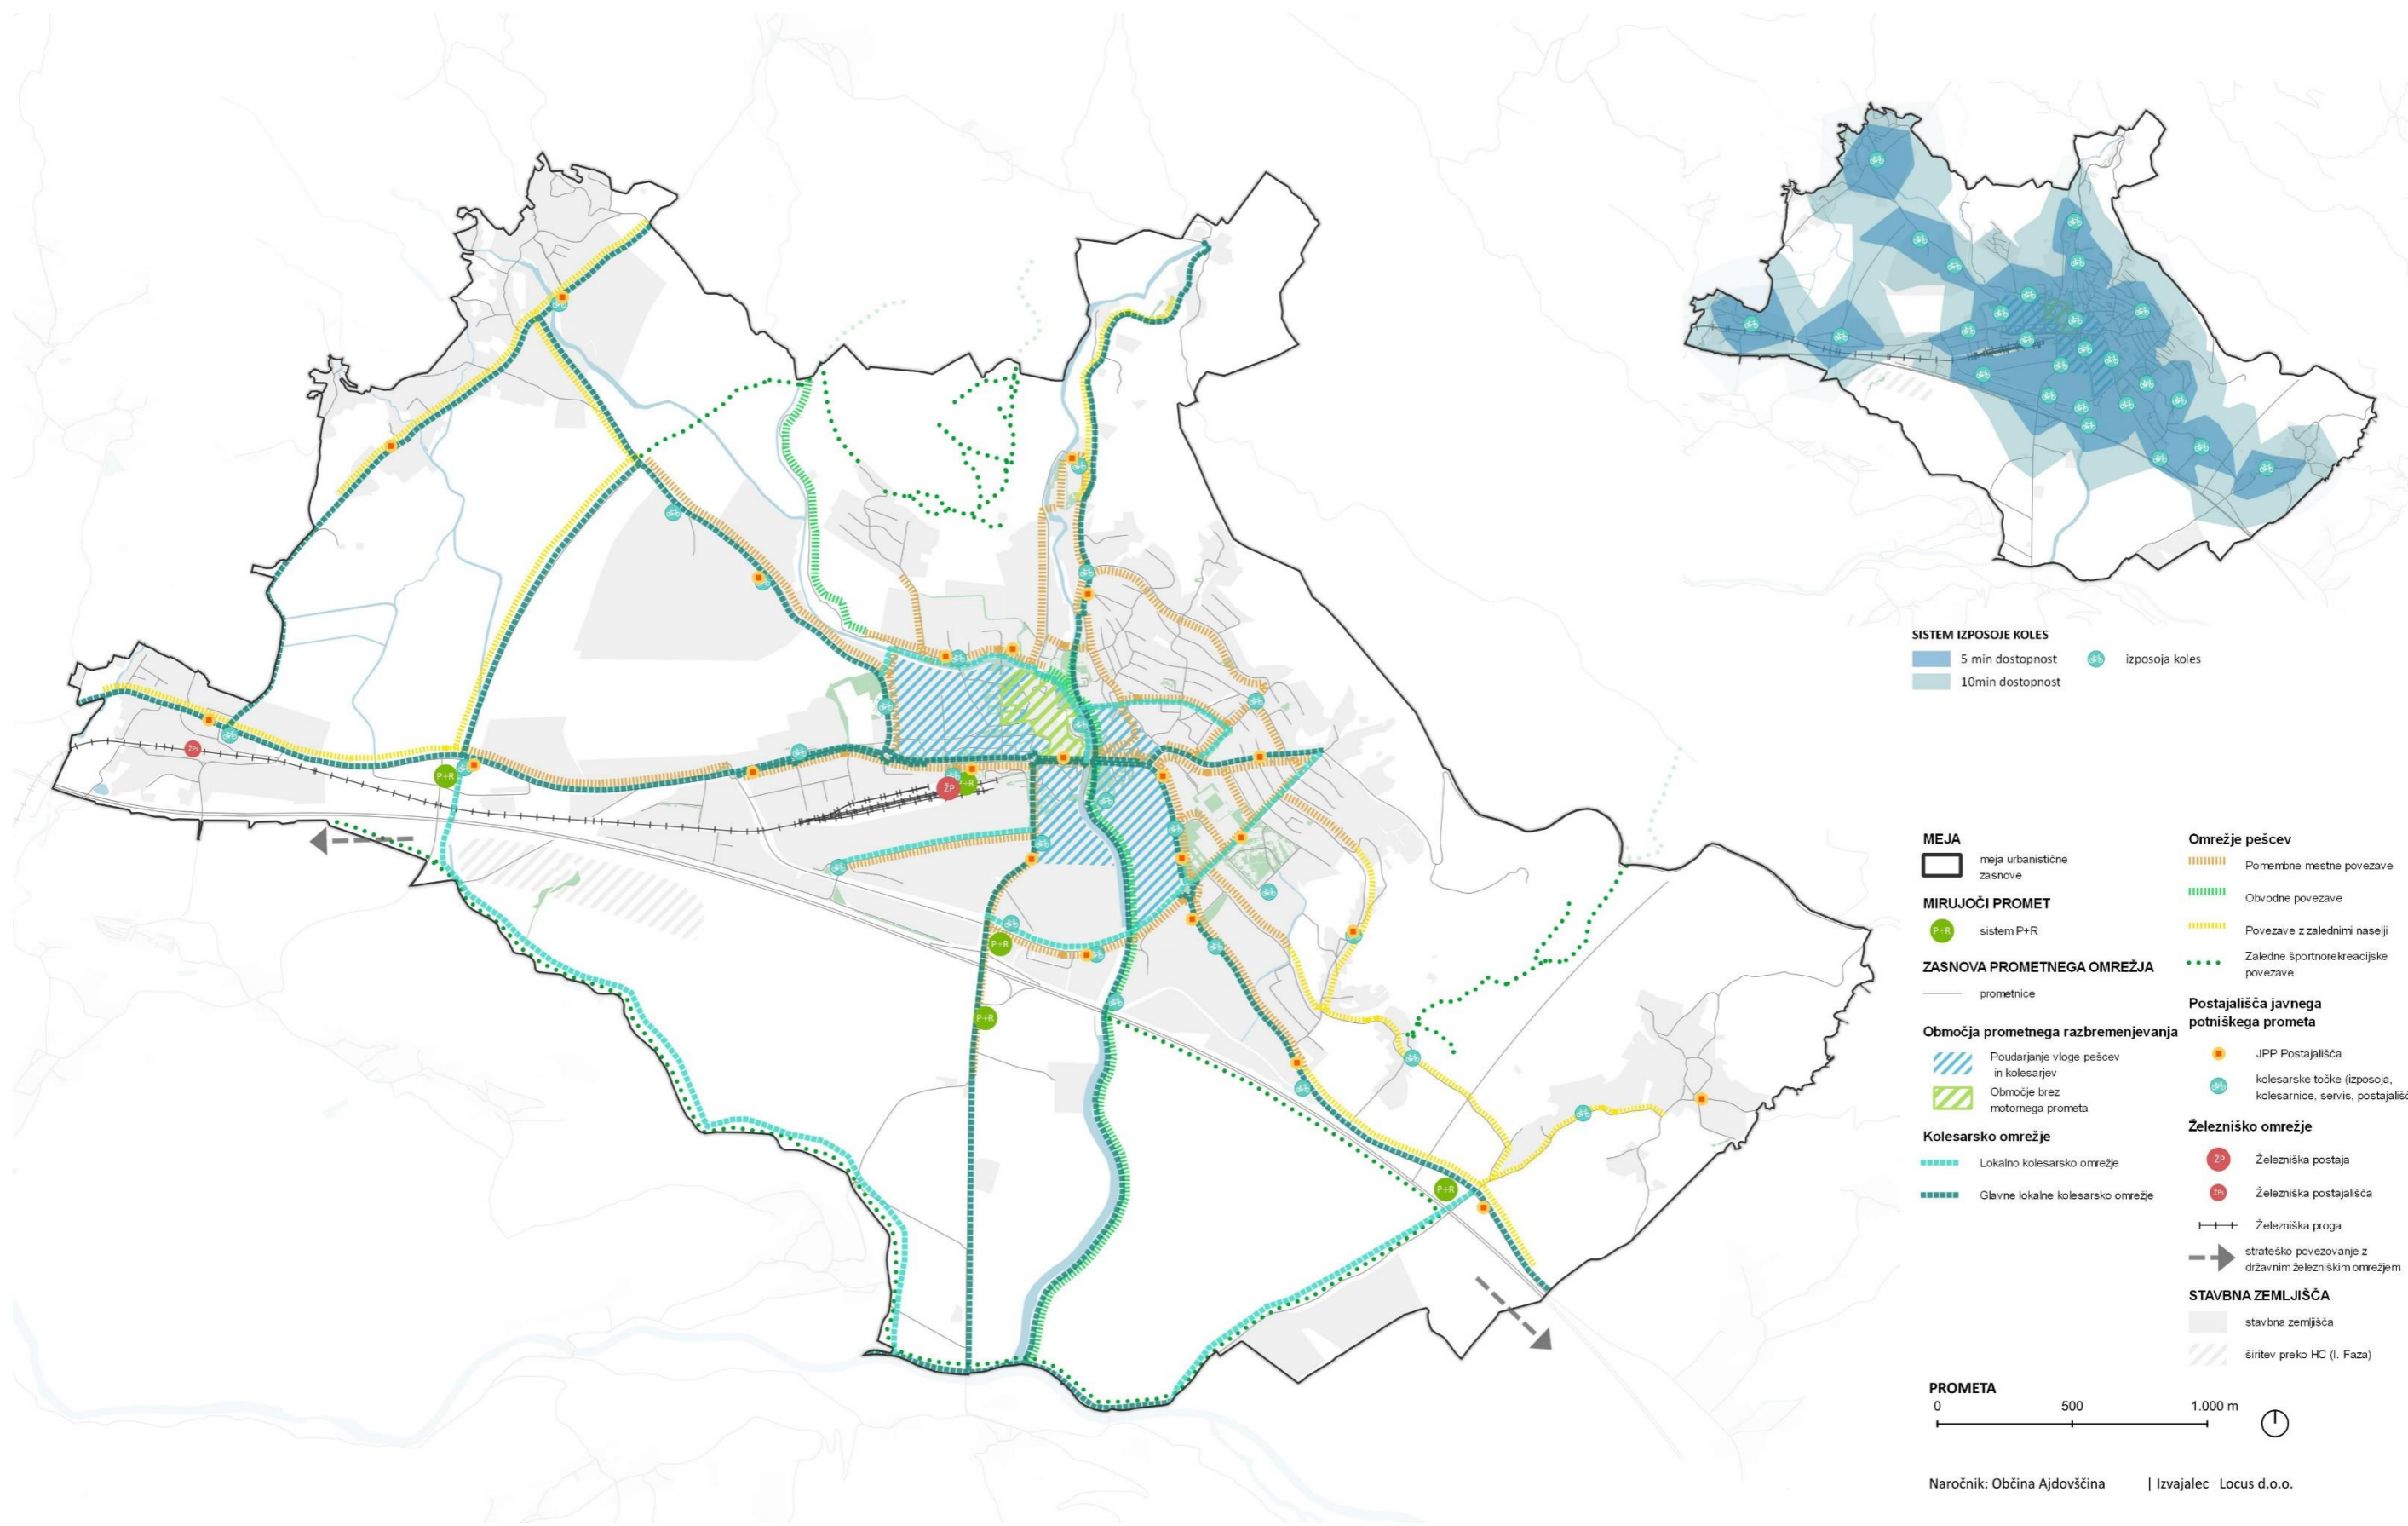 SISTEM IZPOSOJE KOLES
5 min dostopnost
izposoja koles
10min dostopnost
ŽPs
P+R
P+R
ŽP
P+R
P+R
P+R
MEJA
meja urbanistične
zasnove
MIRUJOČI PROMET
P+R
sistem P+R
ZASNOVA PROMETNEGA OMREŽJA
prometnice
Območja prometnega razbremenjevanja
Poudarjanje vloge pešcev
in kolesarjev
Območje brez
motornega prometa
Kolesarsko omrežje
Lokalno kolesarsko omrežje
Glavne lokalne kolesarsko omrežje
Omrežje pešcev
Pomembne mestne povezave
Obvodne povezave
Povezave z zalednimi naselji
Zaledne športnorekreacijske
povezave
Postajališča javnega
potniškega prometa
JPP Postajališča
kolesarske točke (izposoja,
kolesarnice, servis, postajališč
Železniško omrežje
ŽP
Železniška postaja
ŽPs
Železniška postajališča
Železniška proga
strateško povezovanje z
državnim železniškim omrežjem
STAVBNA ZEMLJIŠČA
stavbna zemljišča
širitev preko HC (I. Faza)
PROMETA
0 500 1.000 m
Naročnik: Občina Ajdovščina | Izvajalec Locus d.o.o.